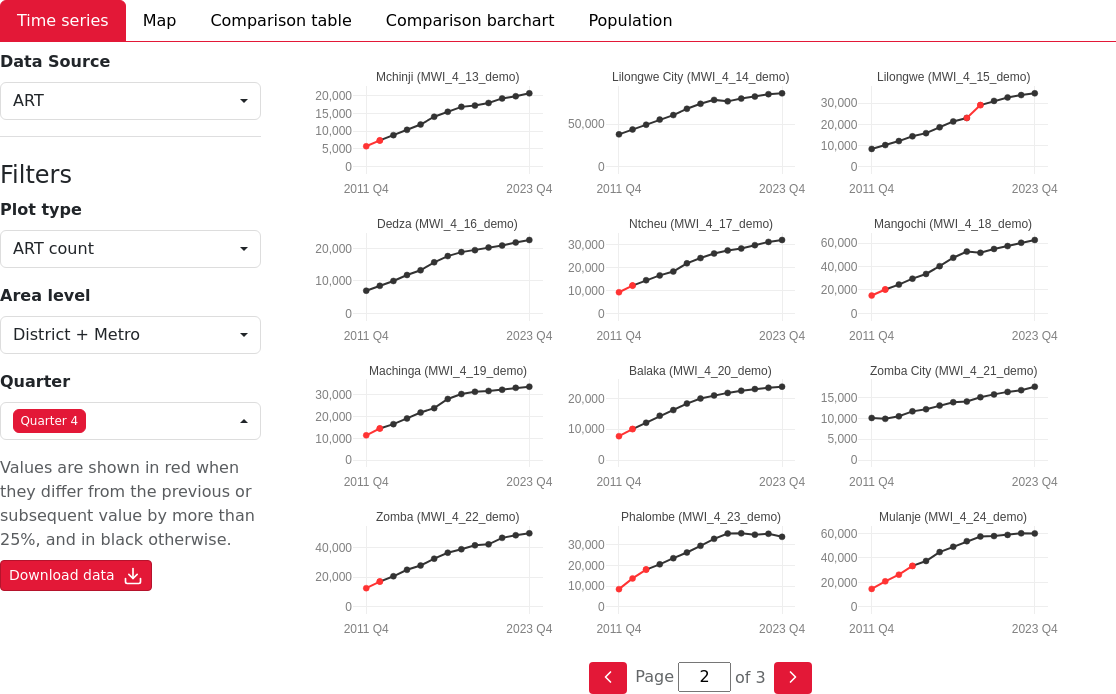 Time series Map Comparison table Comparison barchart Population
Data Source
ART
Filters
Plot type
ART count
Area level
District + Metro
Quarter
Quarter 4
Values are shown in red when
they differ from the previous or
subsequent value by more than
25%, and in black otherwise.
Download data
Mchinji (MWI_4_13_demo)
20,000
15,000
10,000
5,000
0
2011 Q4 2023 Q4
Lilongwe City (MWI_4_14_demo)
50,000
0
2011 Q4 2023 Q4
Lilongwe (MWI_4_15_demo)
30,000
20,000
10,000
0
2011 Q4 2023 Q4
Dedza (MWI_4_16_demo)
20,000
10,000
0
2011 Q4 2023 Q4
Ntcheu (MWI_4_17_demo)
30,000
20,000
10,000
0
2011 Q4 2023 Q4
Mangochi (MWI_4_18_demo)
60,000
40,000
20,000
0
2011 Q4 2023 Q4
Machinga (MWI_4_19_demo)
30,000
20,000
10,000
0
2011 Q4 2023 Q4
Balaka (MWI_4_20_demo)
20,000
10,000
0
2011 Q4 2023 Q4
Zomba City (MWI_4_21_demo)
15,000
10,000
5,000
0
2011 Q4 2023 Q4
Zomba (MWI_4_22_demo)
40,000
20,000
0
2011 Q4 2023 Q4
Phalombe (MWI_4_23_demo)
30,000
20,000
10,000
0
2011 Q4 2023 Q4
Mulanje (MWI_4_24_demo)
60,000
40,000
20,000
0
2011 Q4 2023 Q4
Page 2 of 3